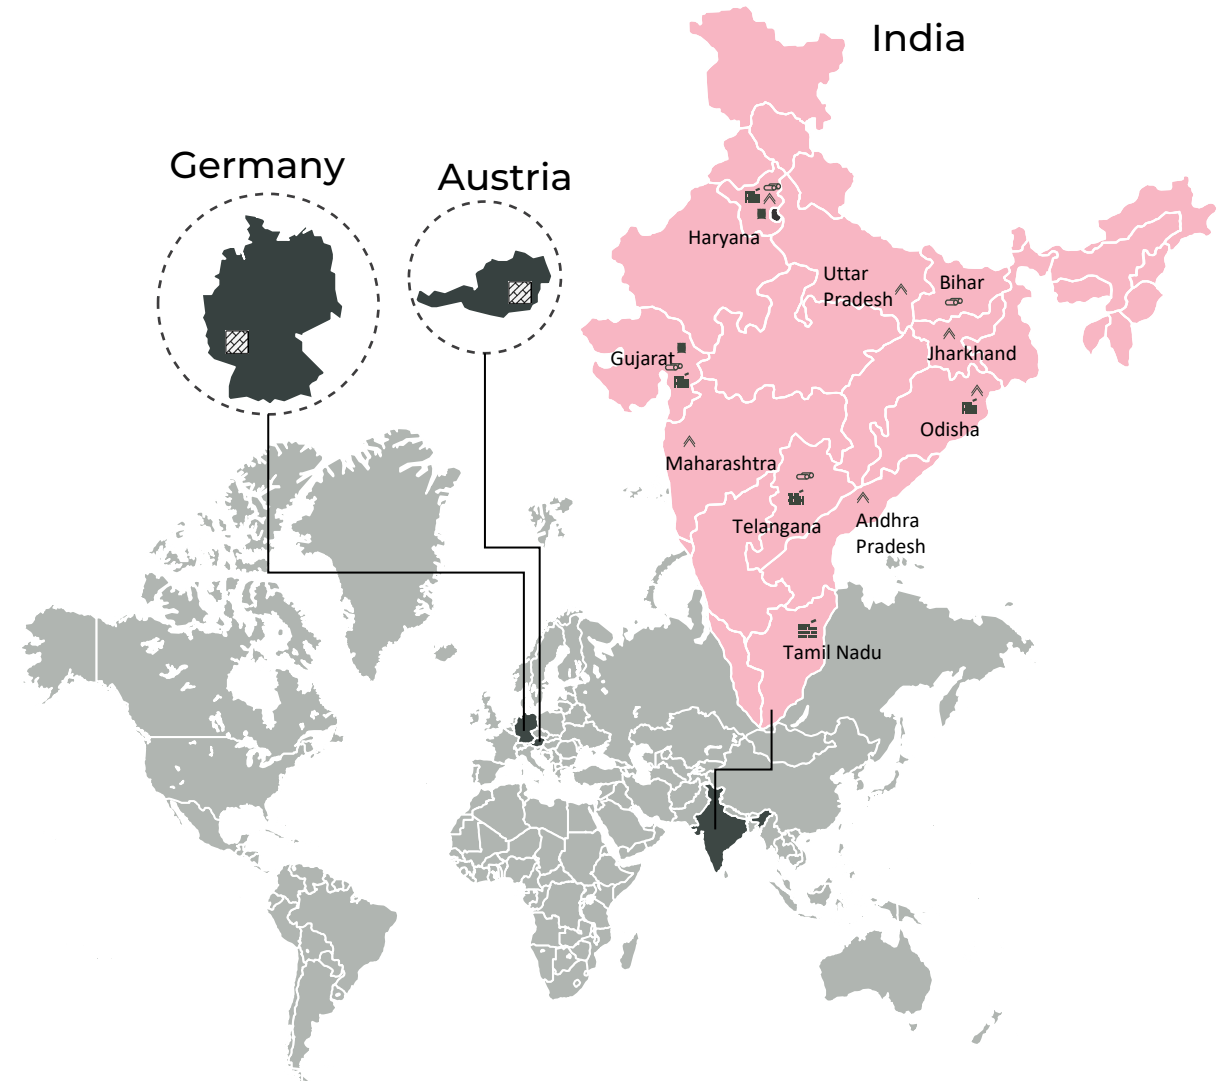 India
Germany
Austria
Haryana
Uttar
Pradesh
Bihar
Gujarat
Jharkhand
Odisha
Maharashtra
Telangana
Andhra
Pradesh
Tamil Nadu